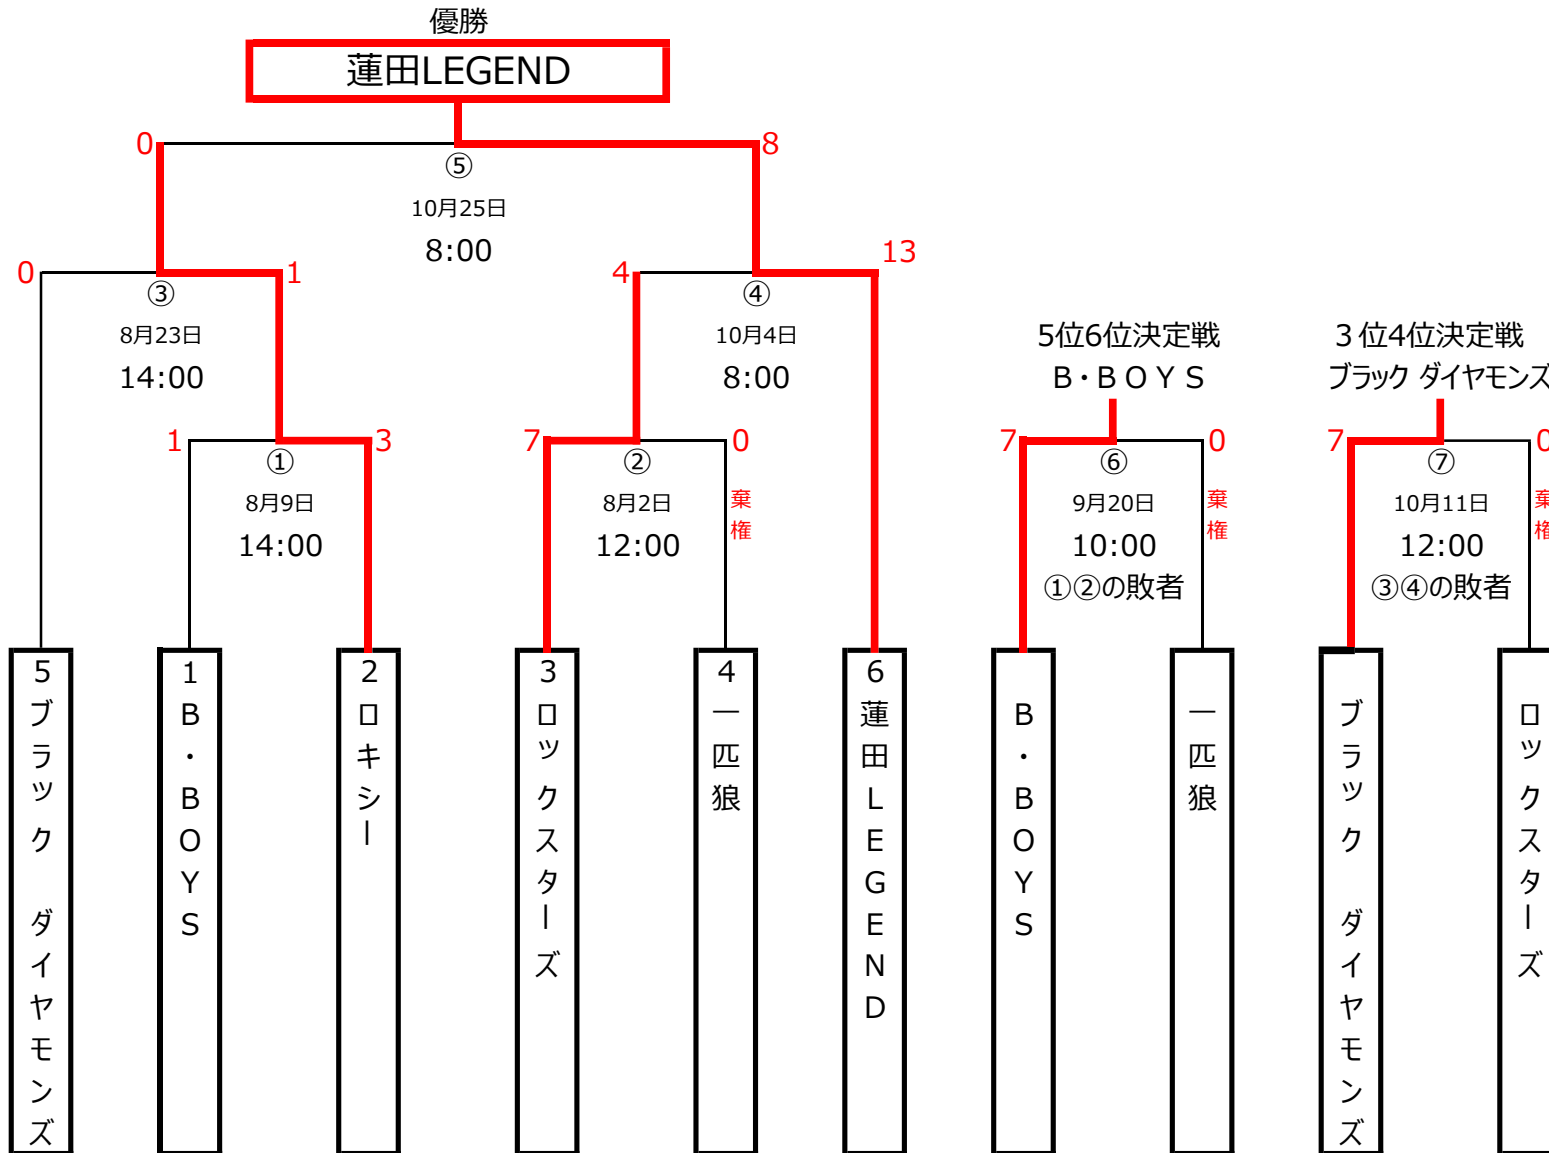 優勝
蓮田LEGEND
0
8
⑤
10月25日
8:00
0
1
③
8月23日
14:00
4
13
④
10月4日
8:00
5位6位決定戦
B・BOYS
3位4位決定戦
ブラック ダイヤモンズ
1
3
①
8月9日
14:00
7
0
②
8月2日
12:00
棄権
7
0
⑥
9月20日
10:00
①②の敗者
棄権
7
0
⑦
10月11日
12:00
③④の敗者
棄権
5 ブラック ダイヤモンズ
1 B・BOYS
2 ロキシー
3 ロックスターズ
4 一匹狼
6 蓮田LEGEND
B・BOYS
一匹狼
ブラック ダイヤモンズ
ロックスターズ